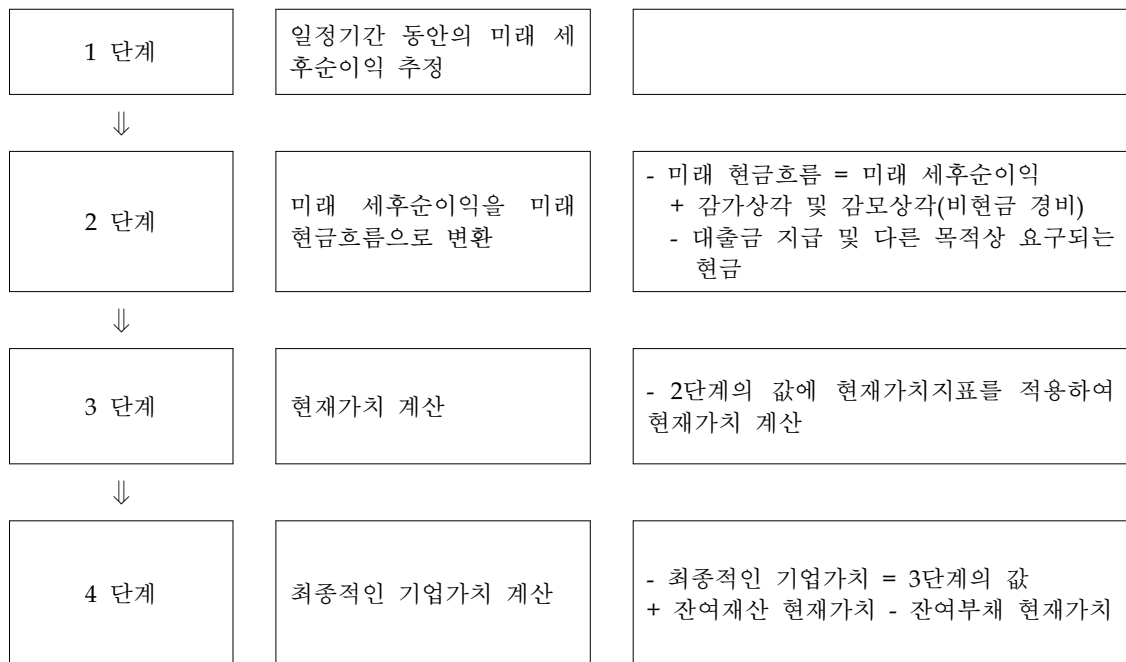 1 단계
일정기간 동안의 미래 세
후순이익 추정
⇓
2 단계
미래 세후순이익을 미래
현금흐름으로 변환
- 미래 현금흐름 = 미래 세후순이익
+ 감가상각 및 감모상각(비현금 경비)
- 대출금 지급 및 다른 목적상 요구되는
현금
⇓
3 단계
현재가치 계산
- 2단계의 값에 현재가치지표를 적용하여
현재가치 계산
⇓
4 단계
최종적인 기업가치 계산
- 최종적인 기업가치 = 3단계의 값
+ 잔여재산 현재가치 - 잔여부채 현재가치